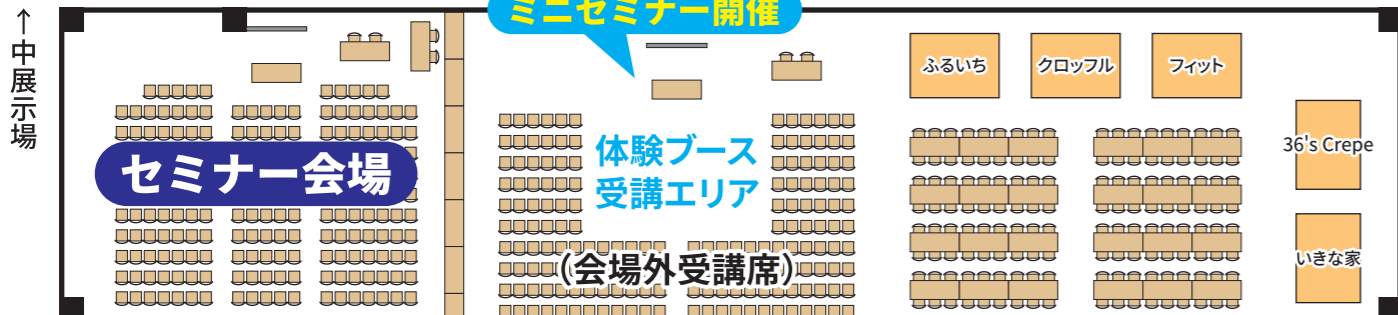 ↑中展示場
ミニセミナー開催
セミナー会場
体験ブース
受講エリア
(会場外受講席)
ふるいち
クロッフル
フィット
36's Crepe
いきな家